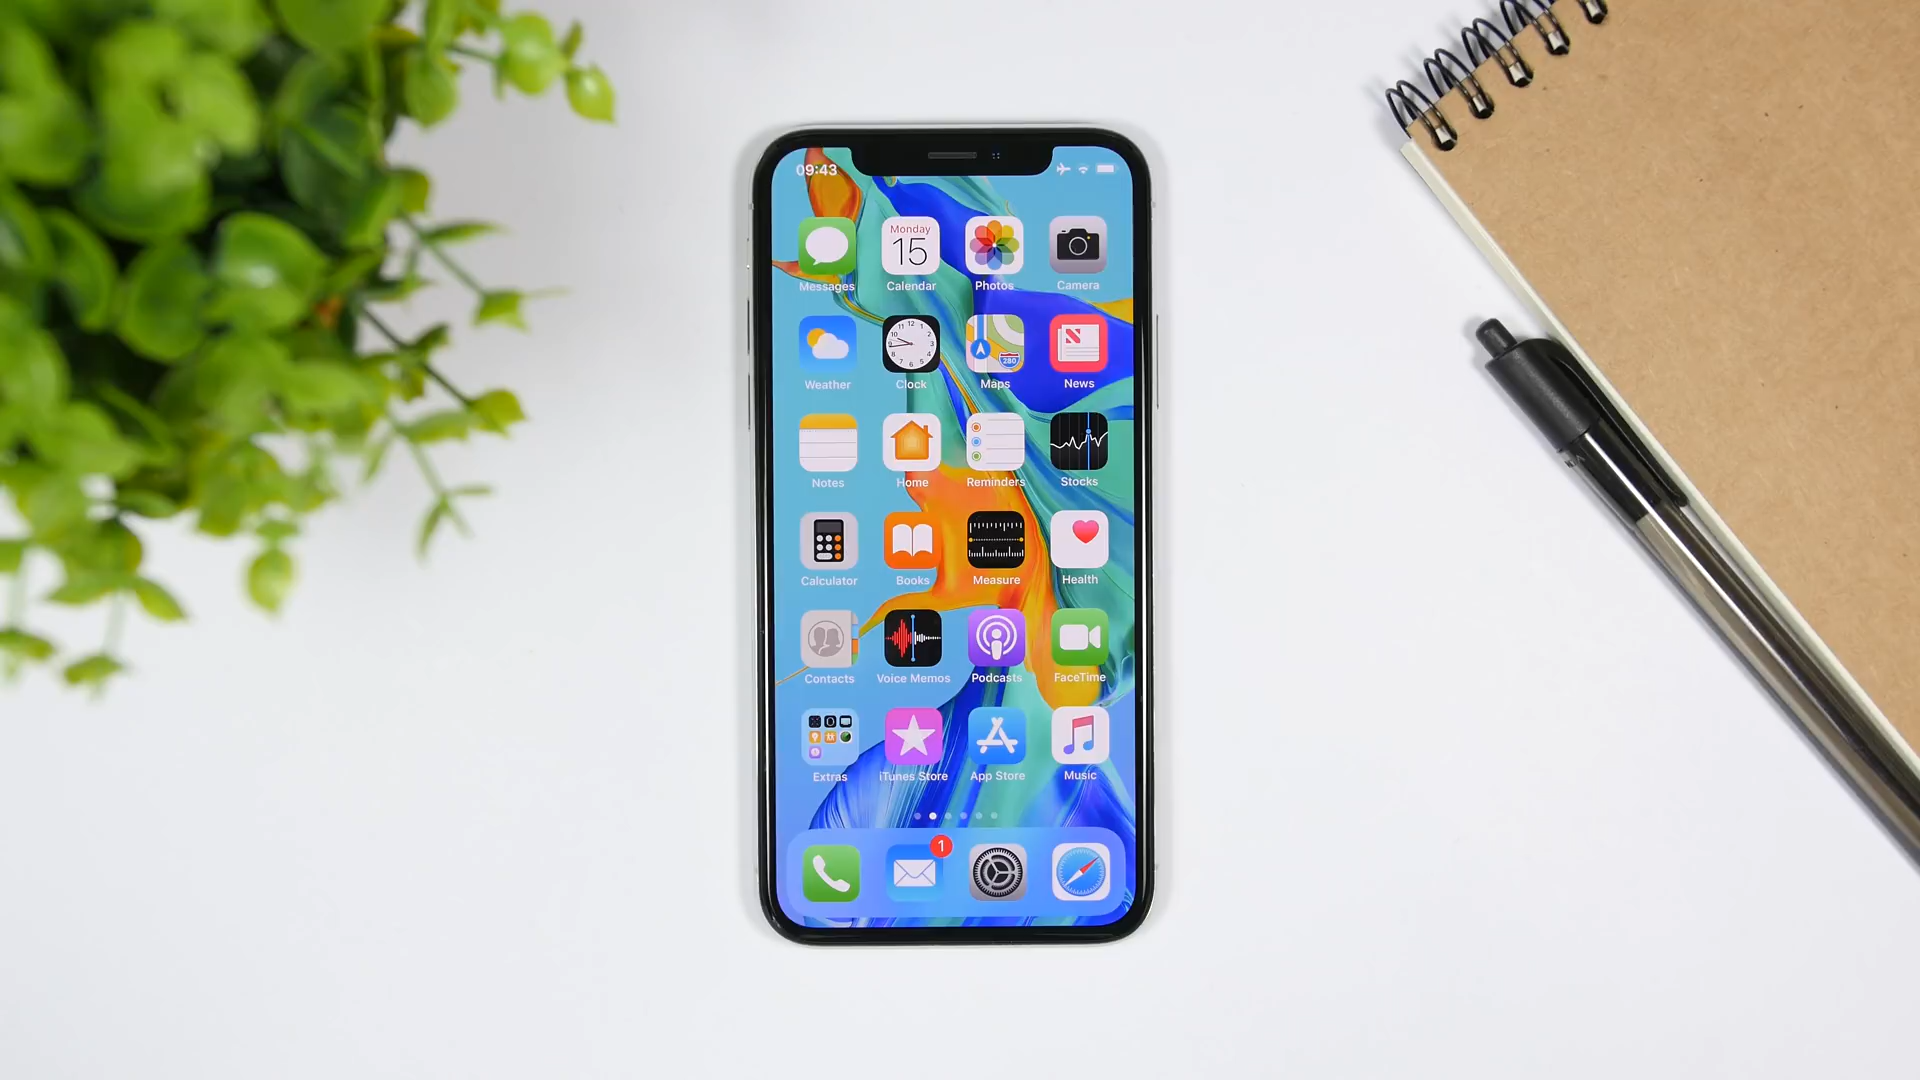 09:43
Monday
15
Messages
Calendar
Photos
Camera
280
Weather
Clock
Maps
News
Notes
Home
Reminders
Stocks
Calculator
Books
Measure
Health
Contacts
Voice Memos
Podcasts
FaceTime
Extras
iTunes Store
App Store
Music
1